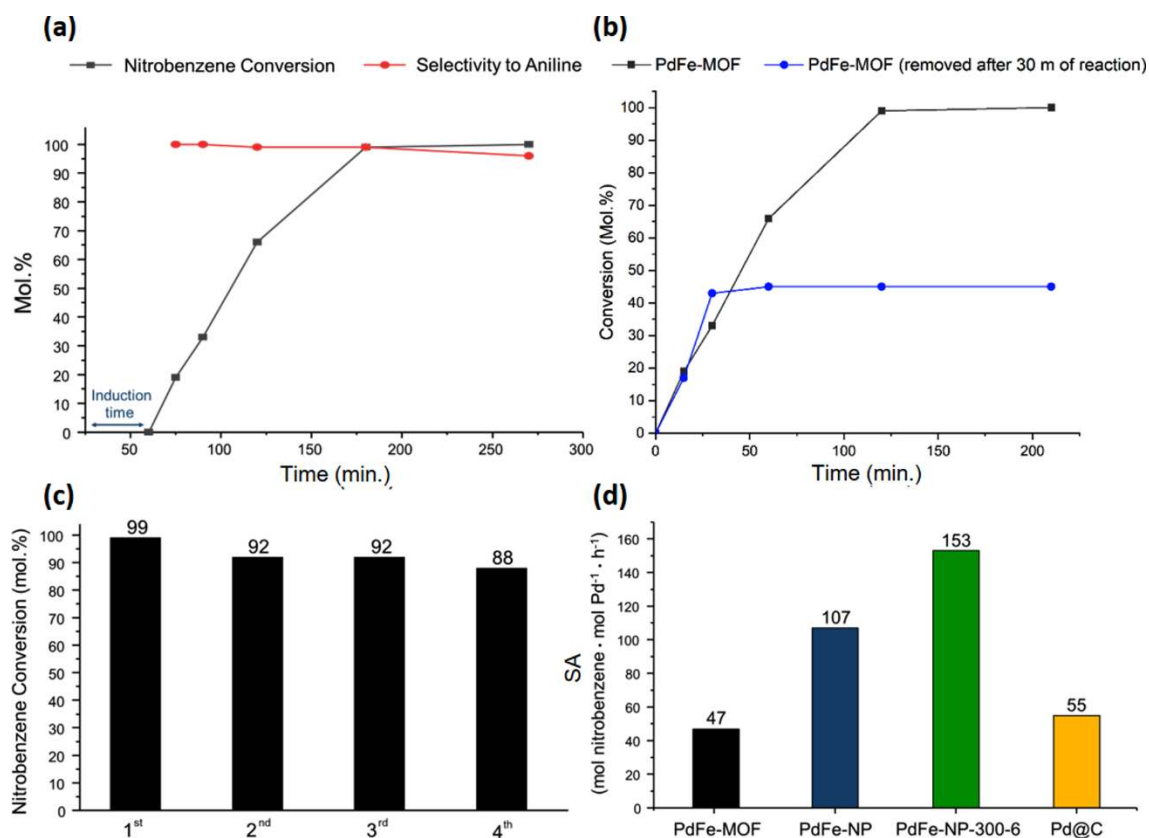 (a)
Nitrobenzene Conversion
Selectivity to Aniline
Mol.%
100
90
80
70
60
50
40
30
20
10
0
Induction
time
50
100
150
200
250
300
Time (min.)
(b)
PdFe-MOF
PdFe-MOF (removed after 30 m of reaction)
Conversion (Mol.%)
100
90
80
70
60
50
40
30
20
10
0
0
50
100
150
200
Time (min.)
(c)
Nitrobenzene Conversion (mol.%)
100
90
80
70
60
50
40
30
20
10
0
99
92
92
88
1st
2nd
3rd
4th
(d)
SA
(mol nitrobenzene · mol Pd⁻¹ · h⁻¹)
160
140
120
100
80
60
40
20
0
47
107
153
55
PdFe-MOF
PdFe-NP
PdFe-NP-300-6
Pd@C